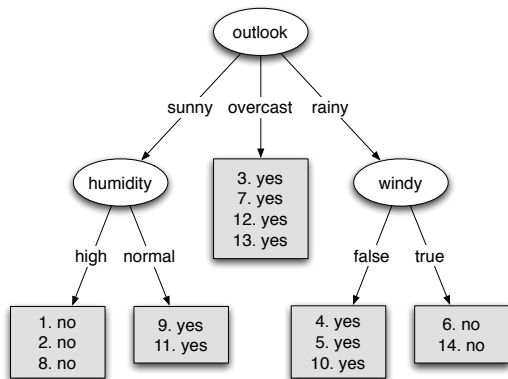 outlook
sunny overcast rainy
humidity
3. yes
7. yes
12. yes
13. yes
windy
high normal
false true
1. no
2. no
8. no
9. yes
11. yes
4. yes
5. yes
10. yes
6. no
14. no